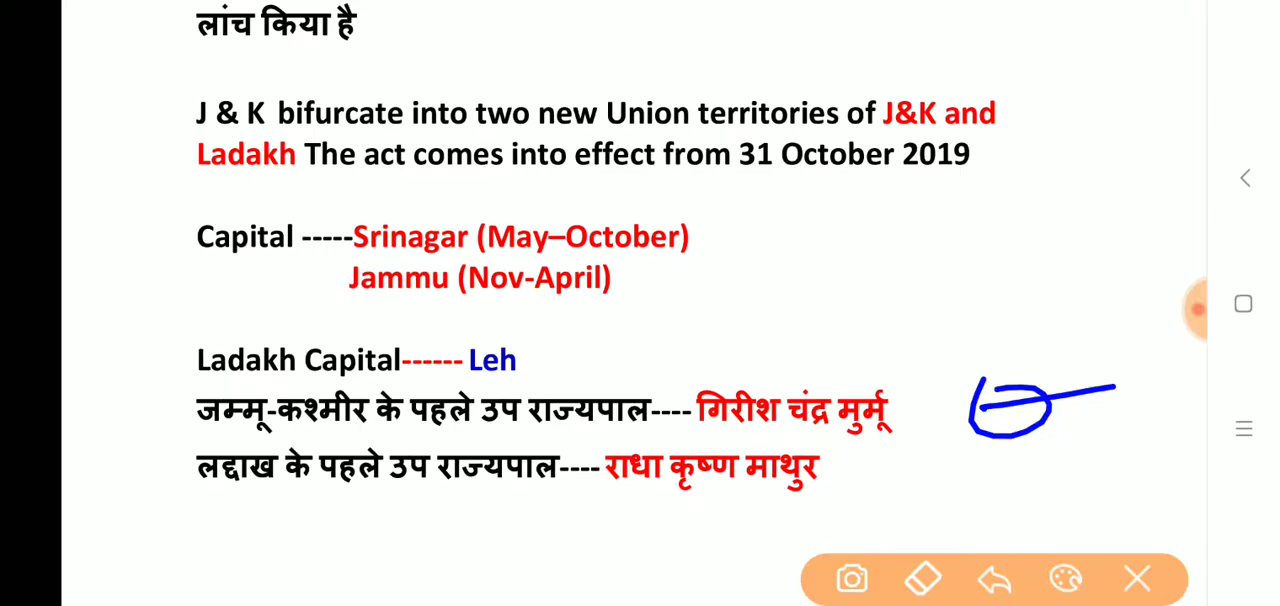 लांच किया है
J & K bifurcate into two new Union territories of J&K and
Ladakh The act comes into effect from 31 October 2019
Capital -----Srinagar (May–October)
Jammu (Nov-April)
Ladakh Capital------ Leh
जम्मू-कश्मीर के पहले उप राज्यपाल----गिरीश चंद्र मुर्मू
लद्दाख के पहले उप राज्यपाल----राधा कृष्ण माथुर